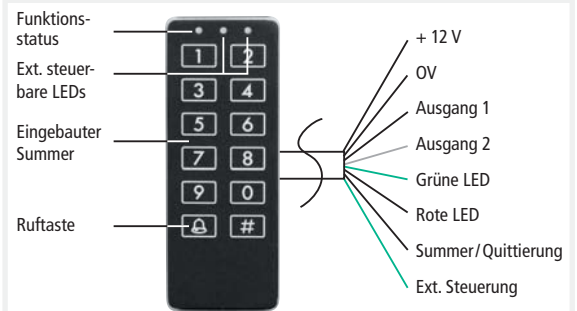 Funktions-
status
Ext. steuer-
bare LEDs
Eingebauter
Summer
Ruftaste
1 2
3 4
5 6
7 8
9 0
#
+ 12 V
OV
Ausgang 1
Ausgang 2
Grüne LED
Rote LED
Summer/Quittierung
Ext. Steuerung